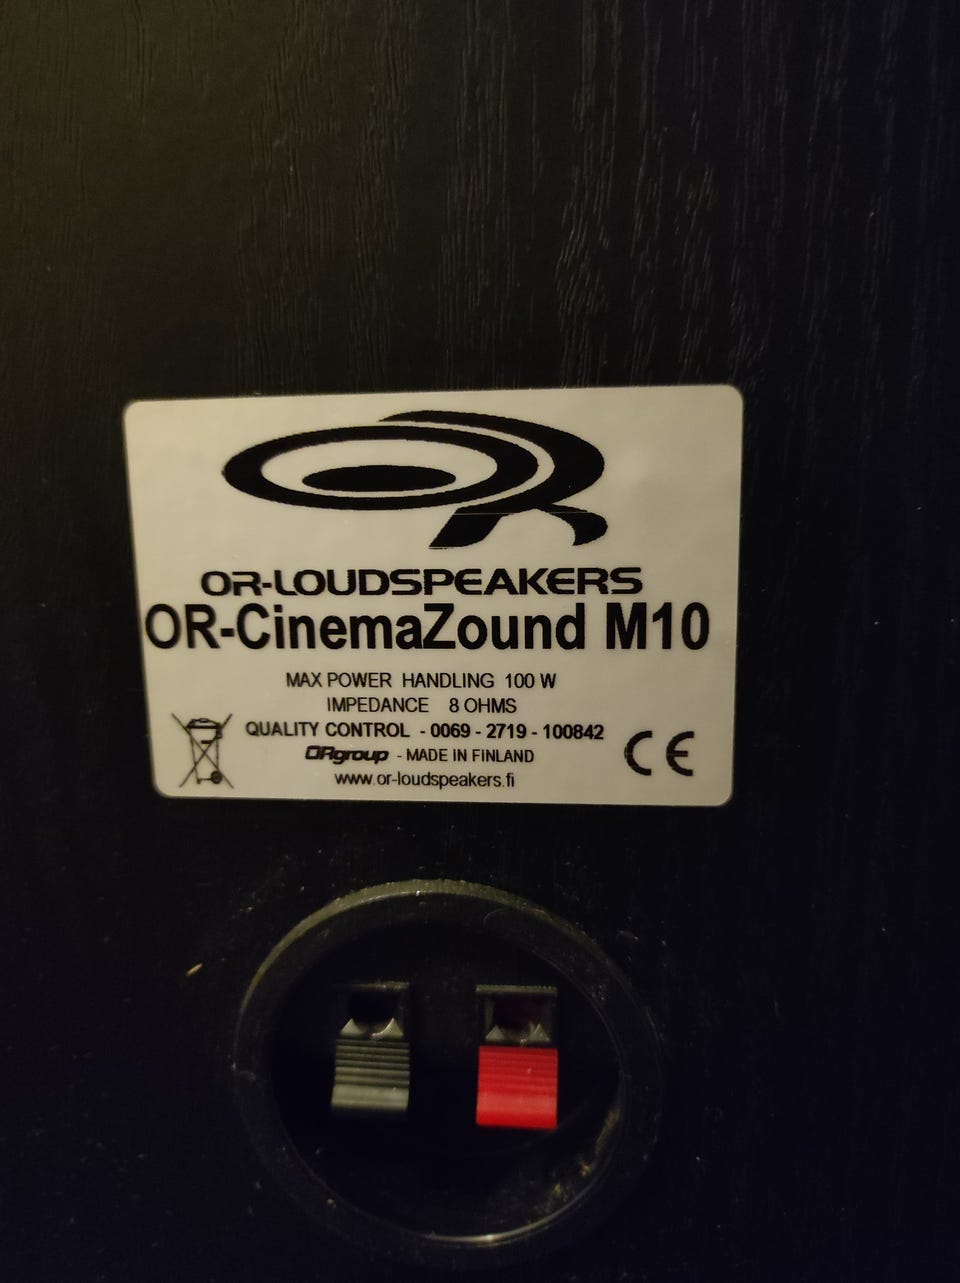 OR
OR-LOUDSPEAKERS
OR-CinemaZound M10
MAX POWER HANDLING 100 W
IMPEDANCE 8 OHMS
QUALITY CONTROL - 0069 - 2719 - 100842
ORgroup - MADE IN FINLAND
www.or-loudspeakers.fi
CE